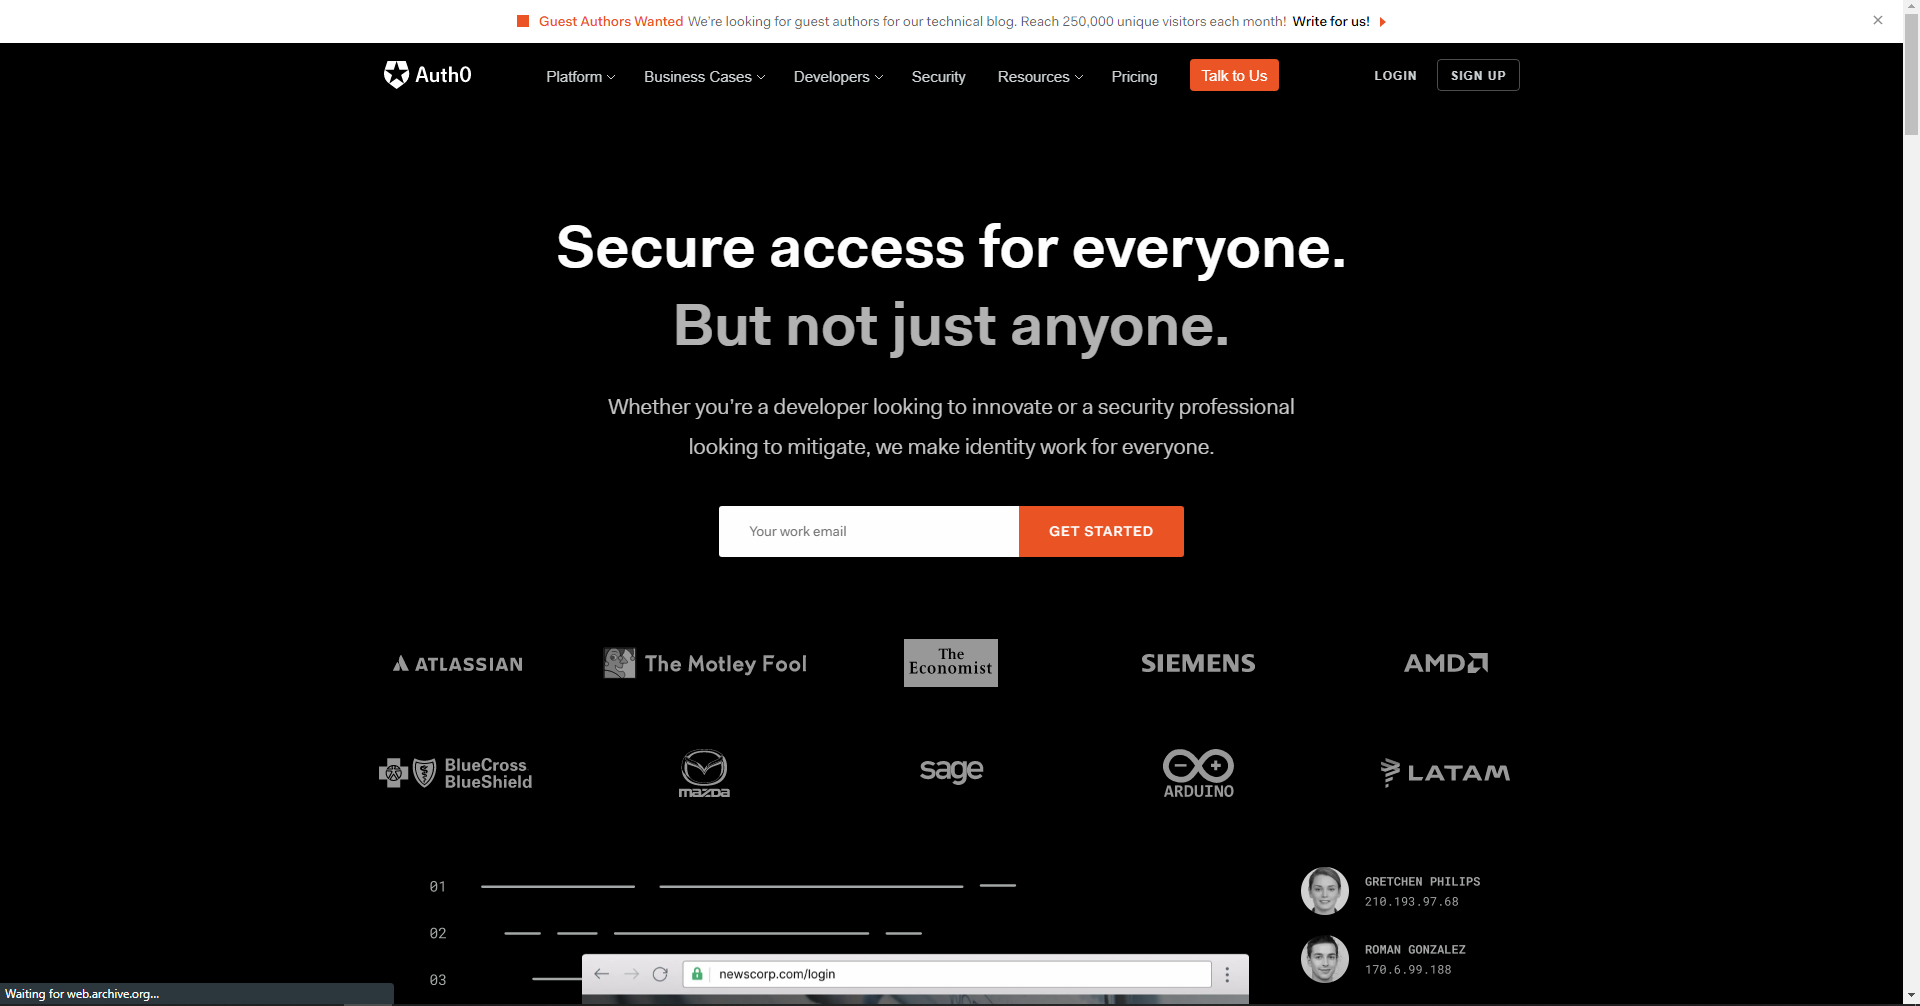 Guest Authors Wanted We're looking for guest authors for our technical blog. Reach 250,000 unique visitors each month! Write for us!
Auth0 Platform Business Cases Developers Security Resources Pricing Talk to Us LOGIN SIGN UP
Secure access for everyone.
But not just anyone.
Whether you're a developer looking to innovate or a security professional
looking to mitigate, we make identity work for everyone.
Your work email GET STARTED
ATLASSIAN
The Motley Fool
The
Economist
SIEMENS
AMD
BlueCross
BlueShield
mazda
sage
ARDUINO
LATAM
01
GRETCHEN PHILIPS
210.193.97.68
02
ROMAN GONZALEZ
170.6.99.188
03
newscorp.com/login
Waiting for web.archive.org...